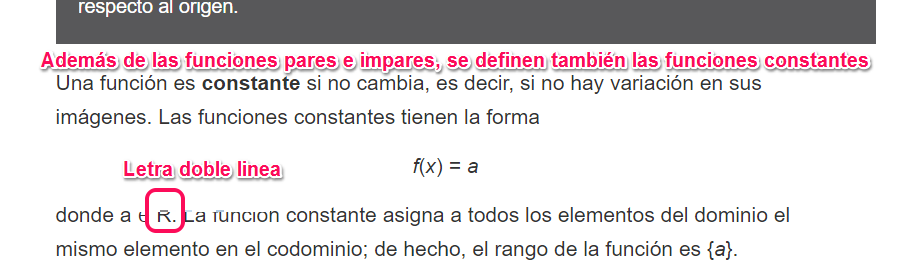 respecto al origen.
Además de las funciones pares e impares, se definen también las funciones constantes
Una función es constante si no cambia, es decir, si no hay variación en sus
imágenes. Las funciones constantes tienen la forma
Letra doble linea
f(x) = a
donde a ∈ R. La función constante asigna a todos los elementos del dominio el
mismo elemento en el codominio; de hecho, el rango de la función es {a}.